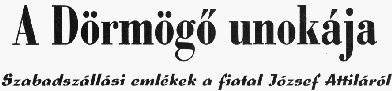 A Dörmögő unokája
Szabadszállási emlékek a fiatal József Attiláról